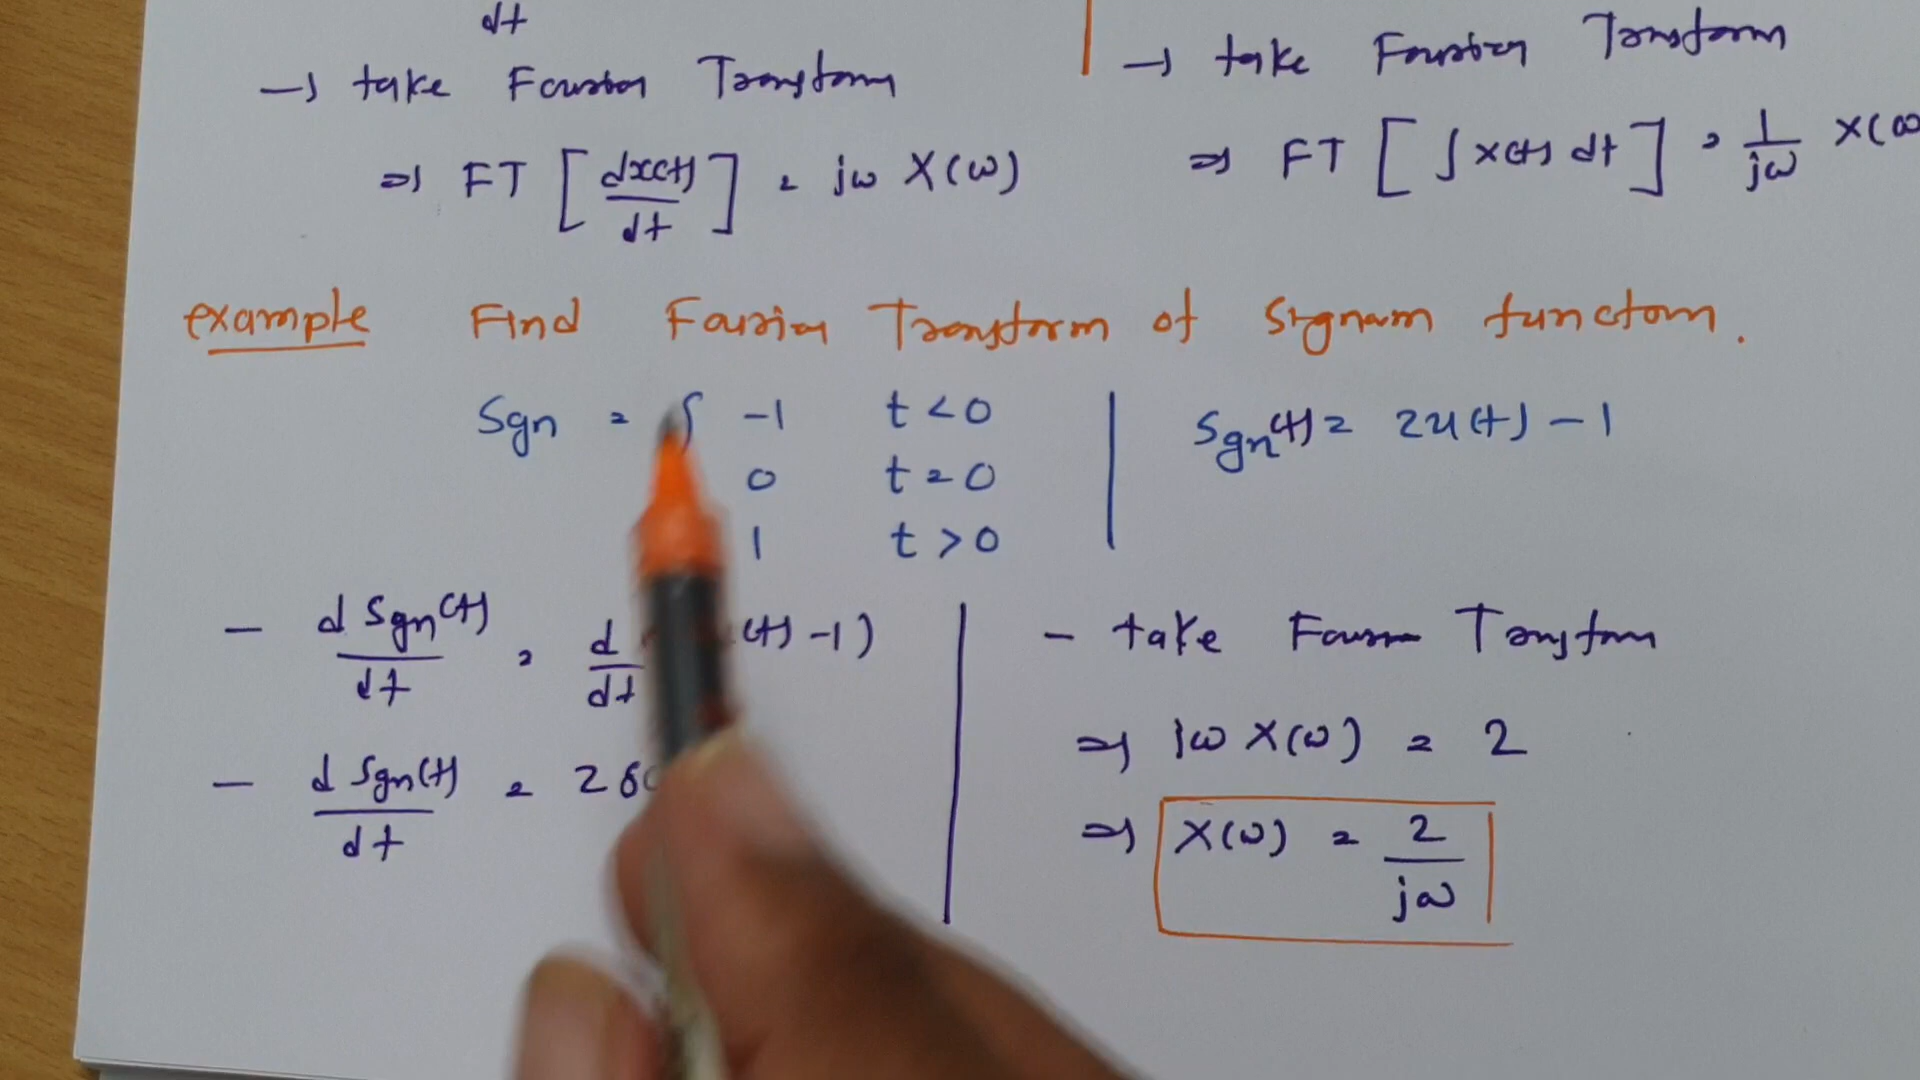 dt
→ take Fourier Transform
⇒ FT [ dx(t)/dt ] = jω X(ω)
→ take Fourier Transform
⇒ FT [ ∫ x(t) dt ] = 1/jω X(ω
example Find Fourier Transform of Signum function.
Sgn = { -1 t < 0
0 t = 0
1 t > 0
Sgn(t) = 2u(t) - 1
- d Sgn(t)/dt = d/dt (t) - 1)
- d Sgn(t)/dt = 2δ(
- take Fourier Transform
⇒ jω X(ω) = 2
⇒ X(ω) = 2/jω